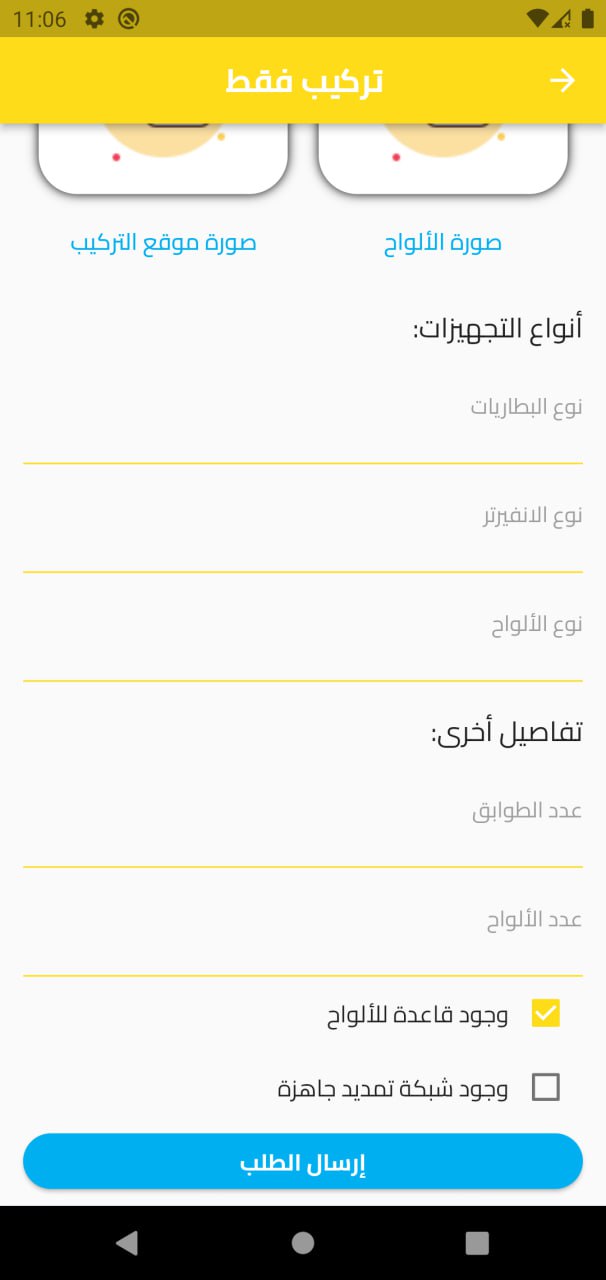 11:06
تركيب فقط
صورة الألواح
صورة موقع التركيب
أنواع التجهيزات:
نوع البطاريات
نوع الانفيرتر
نوع الألواح
تفاصيل أخرى:
عدد الطوابق
عدد الألواح
وجود قاعدة للألواح
وجود شبكة تمديد جاهزة
إرسال الطلب